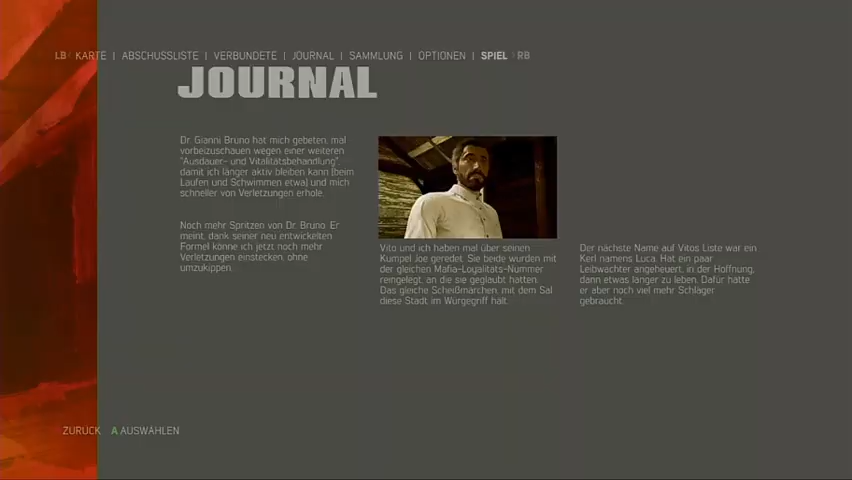 LB KARTE | ABSCHUSSLISTE | VERBUNDETE | JOURNAL | SAMMLUNG | OPTIONEN | SPIEL RB
JOURNAL
Dr. Gianni Bruno hat mich gebeten, mal
vorbeizuschauen wegen einer weiteren
"Ausdauer- und Vitalitätsbehandlung",
damit ich länger aktiv bleiben kann (beim
Laufen und Schwimmen etwa) und mich
schneller von Verletzungen erhole.
Noch mehr Spritzen von Dr. Bruno. Er
meint, dank seiner neu entwickelten
Formel könne ich jetzt noch mehr
Verletzungen einstecken, ohne
umzukippen.
Vito und ich haben mal über seinen
Kumpel Joe geredet. Sie beide wurden mit
der gleichen Mafia-Loyalitäts-Nummer
reingelegt, an die sie geglaubt hatten.
Das gleiche Scheißmärchen, mit dem Sal
diese Stadt im Würgegriff hält.
Der nächste Name auf Vitos Liste war ein
Kerl namens Luca. Hat ein paar
Leibwächter angeheuert, in der Hoffnung,
dann etwas länger zu leben. Dafür hätte
er aber noch viel mehr Schläger
gebraucht.
ZURÜCK A AUSWÄHLEN